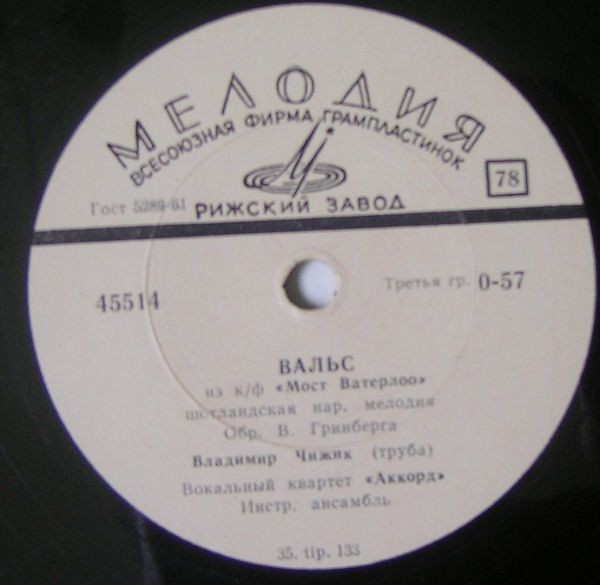 МЕЛОДИЯ
ВСЕСОЮЗНАЯ ФИРМА ГРАМПЛАСТИНОК
78
Гост 5289-61
РИЖСКИЙ ЗАВОД
45514
Третья гр. 0-57
ВАЛЬС
из к/ф «Мост Ватерлоо»
шотландская нар. мелодия
Обр. В. Гринберга
Владимир Чижик (труба)
Вокальный квартет «Аккорд»
Инстр. ансамбль
35. tip. 133